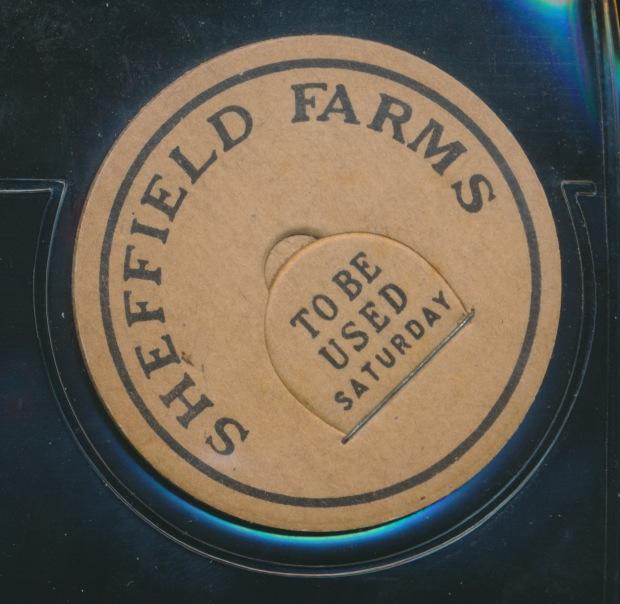 SHEFFIELD FARMS
TO BE
USED
SATURDAY